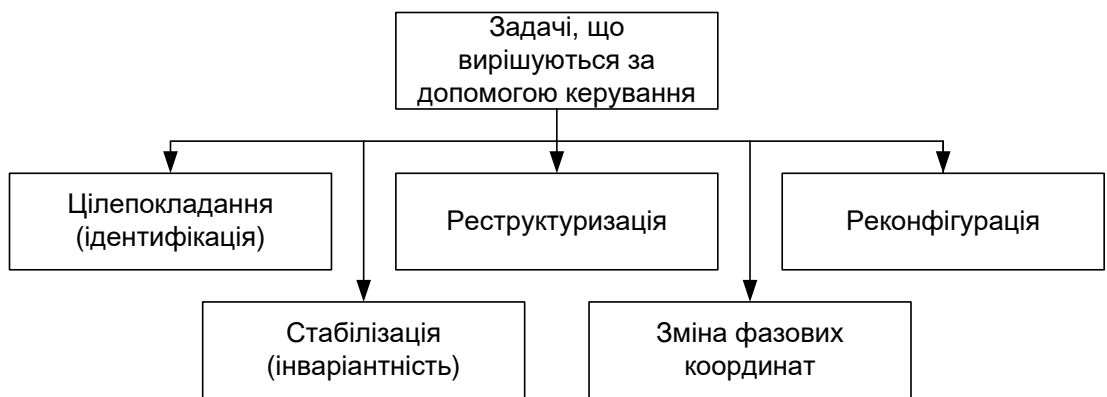 Задачі, що
вирішуються за
допомогою керування
Цілепокладання
(ідентифікація)
Реструктуризація
Реконфігурація
Стабілізація
(інваріантність)
Зміна фазових
координат